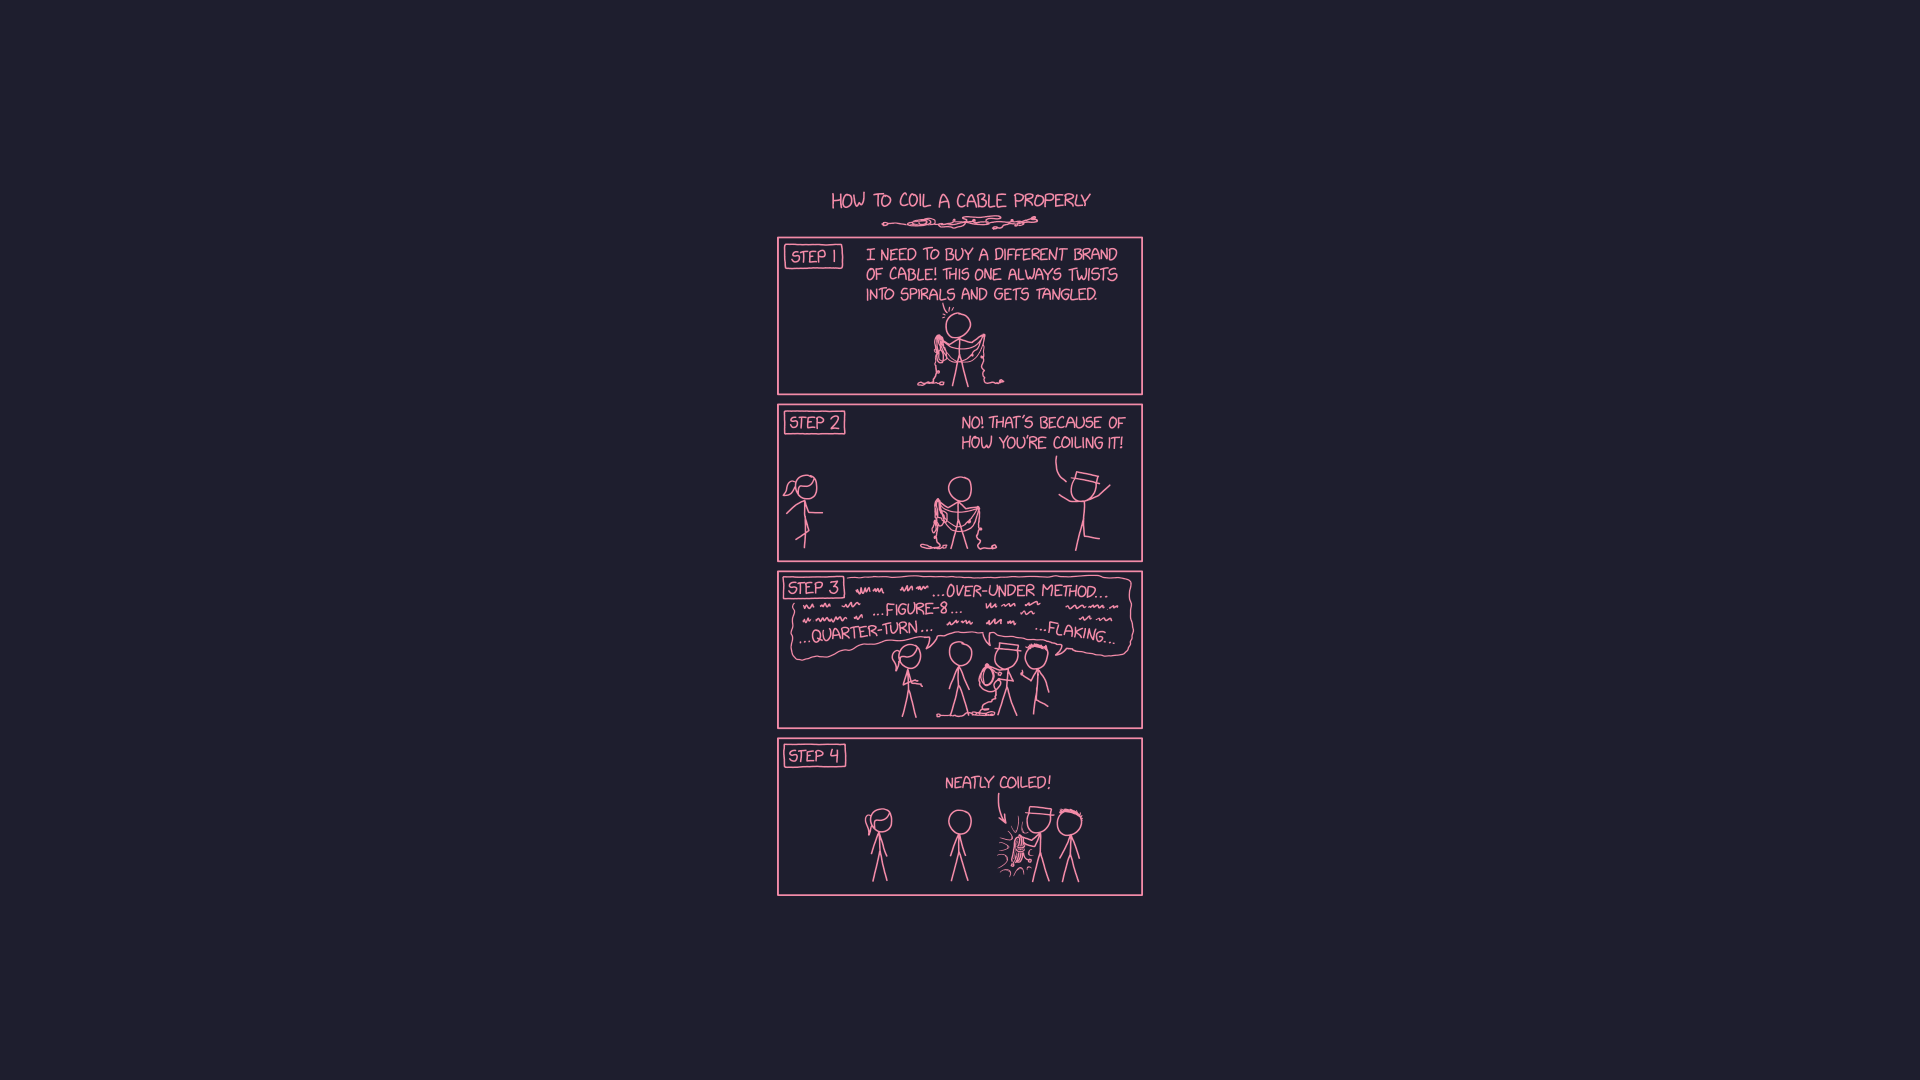 HOW TO COIL A CABLE PROPERLY
STEP 1
I NEED TO BUY A DIFFERENT BRAND
OF CABLE! THIS ONE ALWAYS TWISTS
INTO SPIRALS AND GETS TANGLED.
STEP 2
NO! THAT'S BECAUSE OF
HOW YOU'RE COILING IT!
STEP 3
...OVER-UNDER METHOD...
...FIGURE-8...
...QUARTER-TURN...
...FLAKING...
STEP 4
NEATLY COILED!